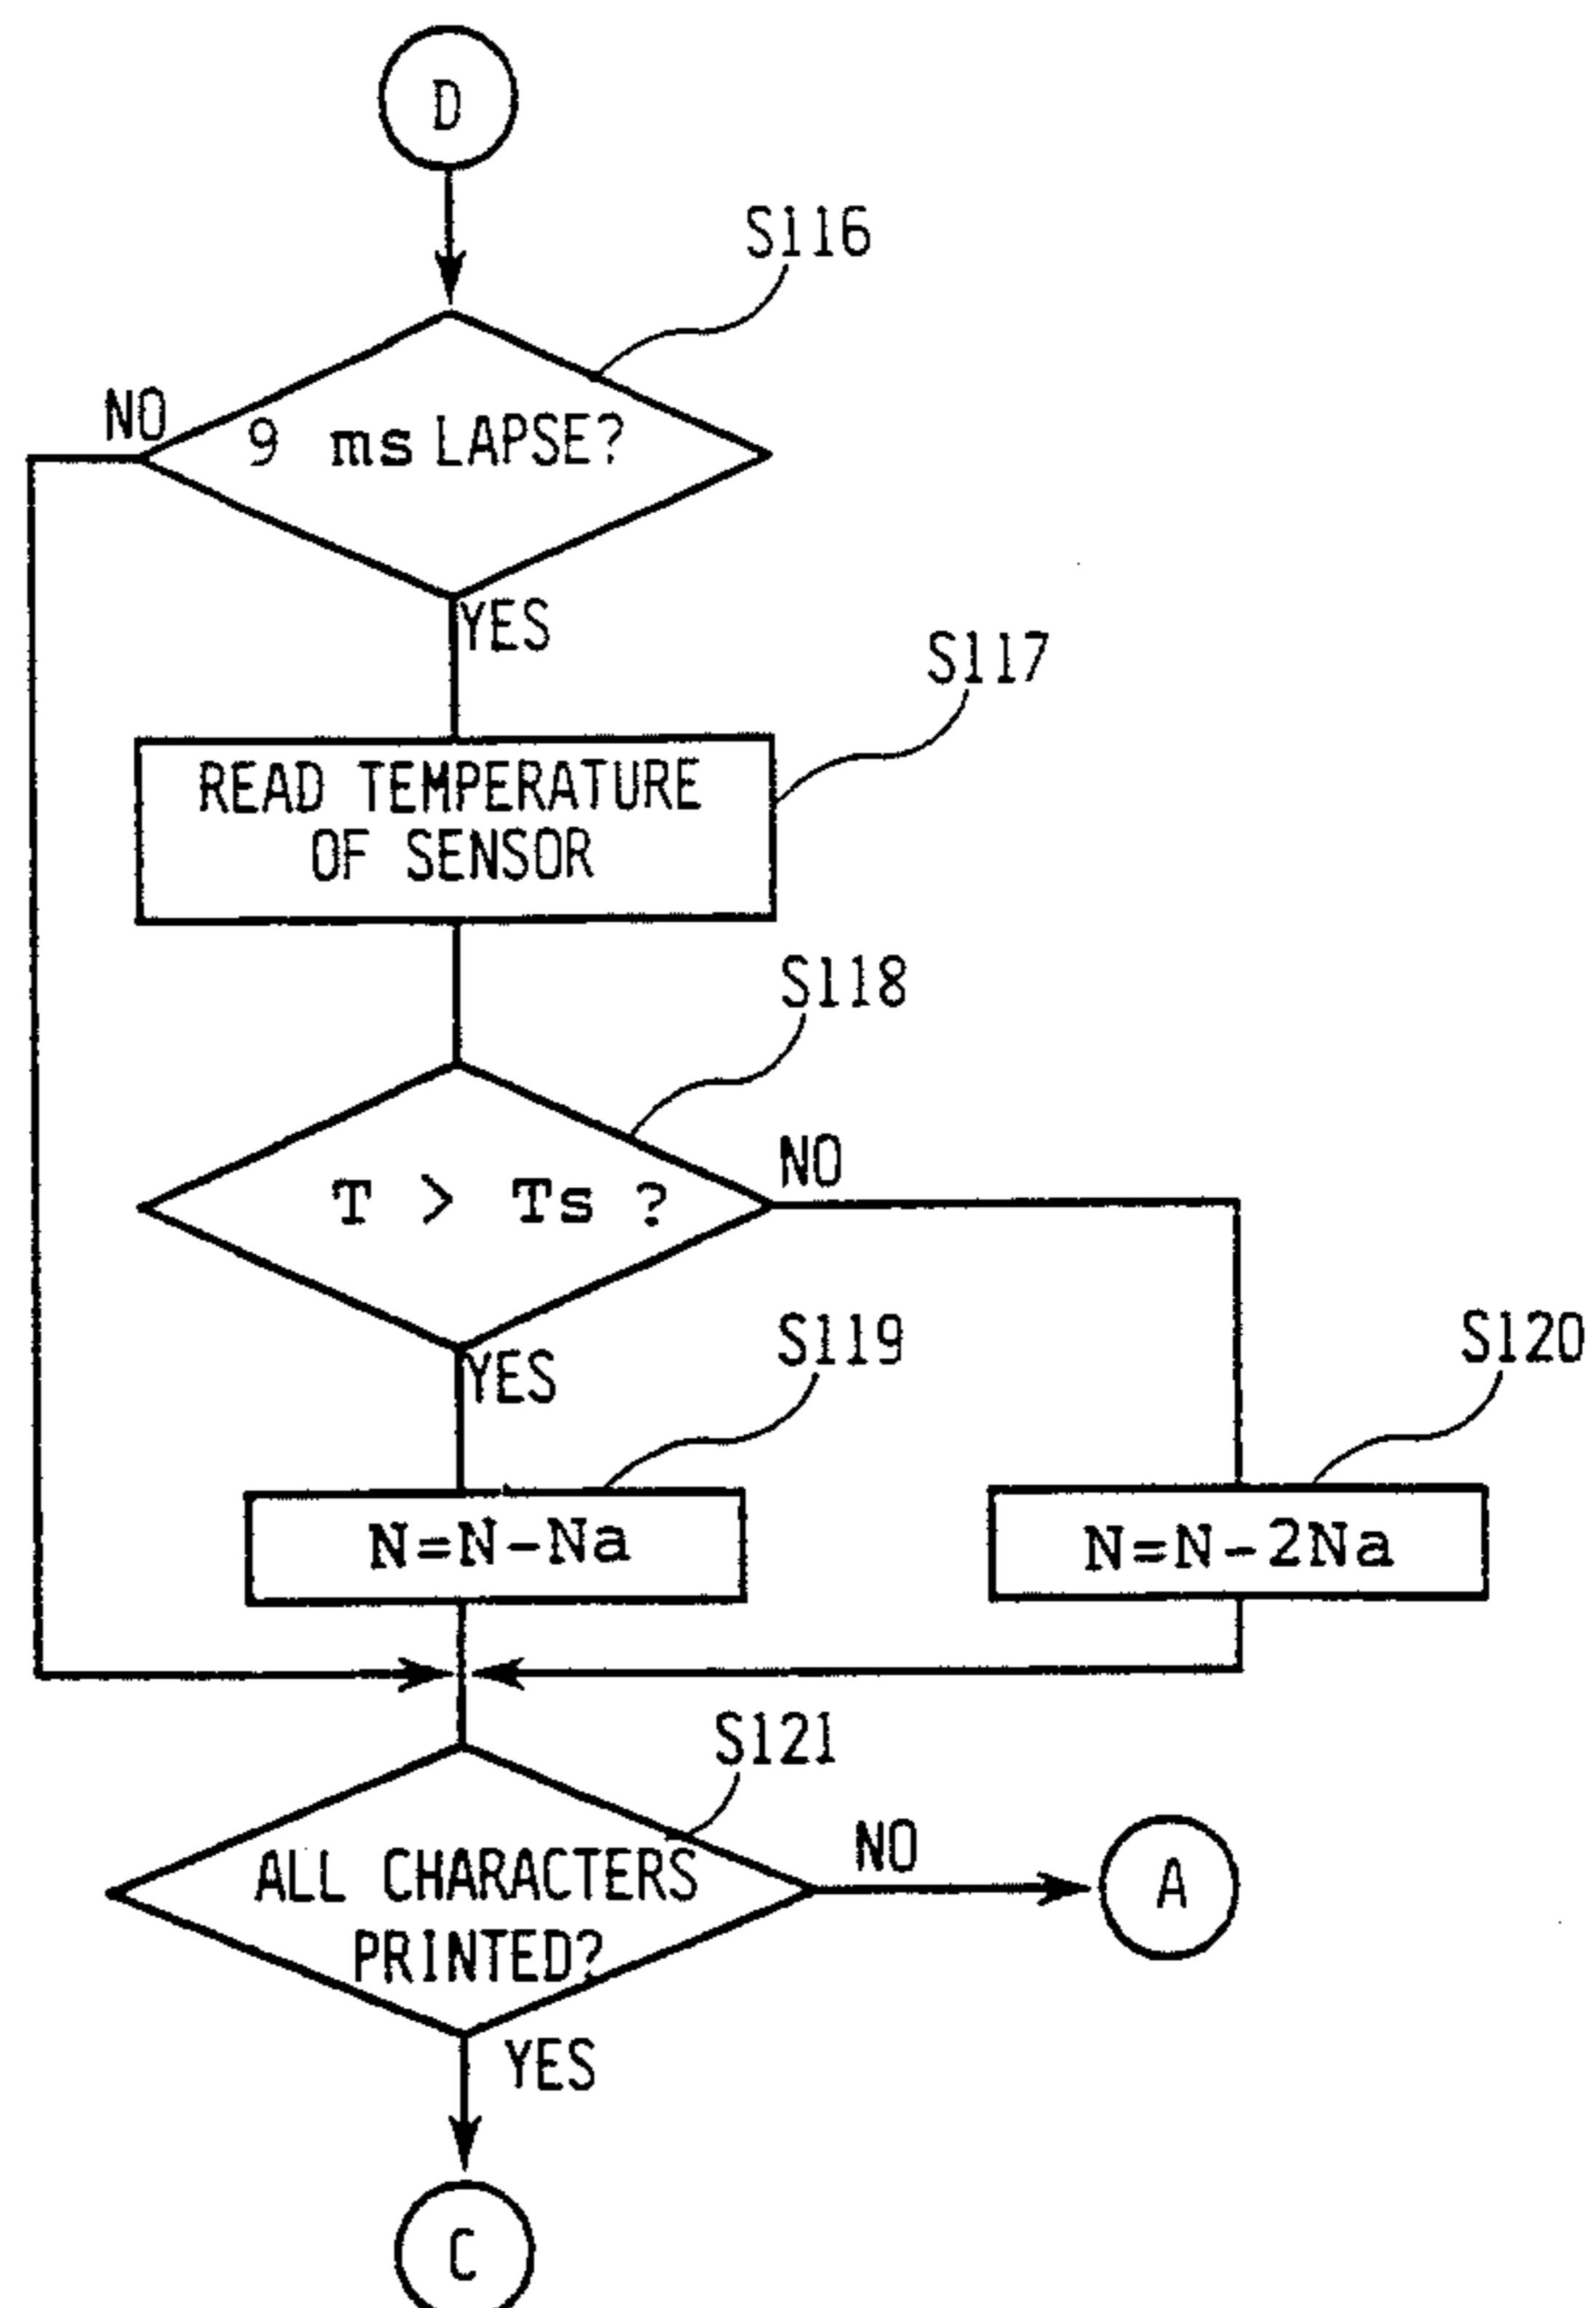 D
S116
NO
9 ms LAPSE?
YES
S117
READ TEMPERATURE
OF SENSOR
S118
NO
T > Ts ?
YES
S119
S120
N=N-Na
N=N-2Na
S121
NO
ALL CHARACTERS
PRINTED?
A
YES
C